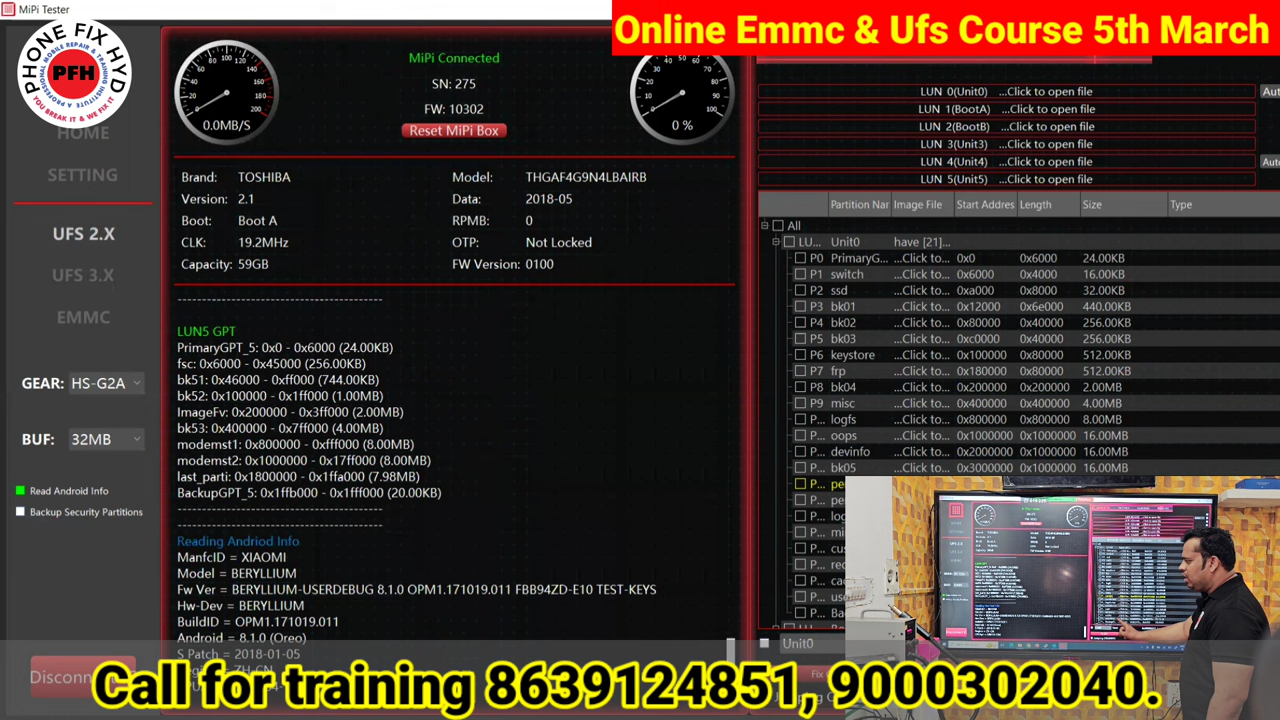 MiPi Tester
Online Emmc & Ufs Course 5th March
PHONE FIX HYD
PROFESSIONAL MOBILE REPAIR & TRAINING INSTITUTE
PFH
YOU BREAK IT & WE FIX IT
HOME
SETTING
UFS 2.X
UFS 3.X
EMMC
GEAR: HS-G2A
BUF: 32MB
Read Android Info
Backup Security Partitions
0.0MB/S
MiPi Connected
SN: 275
FW: 10302
Reset MiPi Box
0 %
Brand: TOSHIBA Model: THGAF4G9N4LBAIRB
Version: 2.1 Data: 2018-05
Boot: Boot A RPMB: 0
CLK: 19.2MHz OTP: Not Locked
Capacity: 59GB FW Version: 0100
------------------------------------------
LUN5 GPT
PrimaryGPT_5: 0x0 - 0x6000 (24.00KB)
fsc: 0x6000 - 0x45000 (256.00KB)
bk51: 0x46000 - 0xff000 (744.00KB)
bk52: 0x100000 - 0x1ff000 (1.00MB)
ImageFv: 0x200000 - 0x3ff000 (2.00MB)
bk53: 0x400000 - 0x7ff000 (4.00MB)
modemst1: 0x800000 - 0xfff000 (8.00MB)
modemst2: 0x1000000 - 0x17ff000 (8.00MB)
last_parti: 0x1800000 - 0x1ffa000 (7.98MB)
BackupGPT_5: 0x1ffb000 - 0x1fff000 (20.00KB)
------------------------------------------
------------------------------------------
Reading Andriod Info
ManfcID = XIAOMI
Model = BERYLLIUM
Hw-Dev = BERYLLIUM
BuildID = OPM1.171019.011
Android = 8.1.0 (Oreo)
S Patch = 2018-01-05
LUN 0(Unit0) ...Click to open file
LUN 1(BootA) ...Click to open file
LUN 2(BootB) ...Click to open file
LUN 3(Unit3) ...Click to open file
LUN 4(Unit4) ...Click to open file
LUN 5(Unit5) ...Click to open file
Partition Nar Image File Start Addres Length Size Type
All
LU... Unit0 have [21]...
P0 PrimaryG... ...Click to... 0x0 0x6000 24.00KB
P1 switch ...Click to... 0x6000 0x4000 16.00KB
P2 ssd ...Click to... 0xa000 0x8000 32.00KB
P3 bk01 ...Click to... 0x12000 0x6e000 440.00KB
P4 bk02 ...Click to... 0x80000 0x40000 256.00KB
P5 bk03 ...Click to... 0xc0000 0x40000 256.00KB
P6 keystore ...Click to... 0x100000 0x80000 512.00KB
P7 frp ...Click to... 0x180000 0x80000 512.00KB
P8 bk04 ...Click to... 0x200000 0x200000 2.00MB
P9 misc ...Click to... 0x400000 0x400000 4.00MB
P... logfs ...Click to... 0x800000 0x800000 8.00MB
P... oops ...Click to... 0x1000000 0x1000000 16.00MB
P... devinfo ...Click to... 0x2000000 0x1000000 16.00MB
P... bk05 ...Click to... 0x3000000 0x1000000 16.00MB
Unit0
Call for training 8639124851, 9000302040.